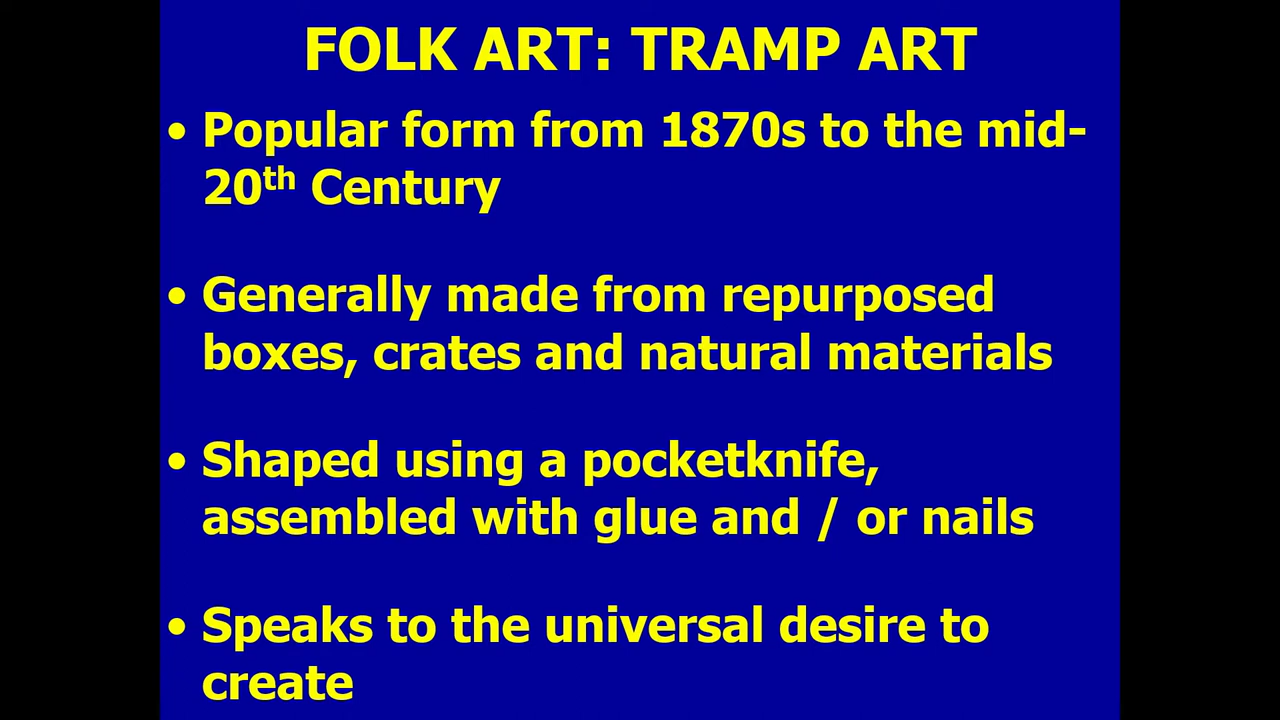 FOLK ART: TRAMP ART
• Popular form from 1870s to the mid-
20th Century
• Generally made from repurposed
boxes, crates and natural materials
• Shaped using a pocketknife,
assembled with glue and / or nails
• Speaks to the universal desire to
create